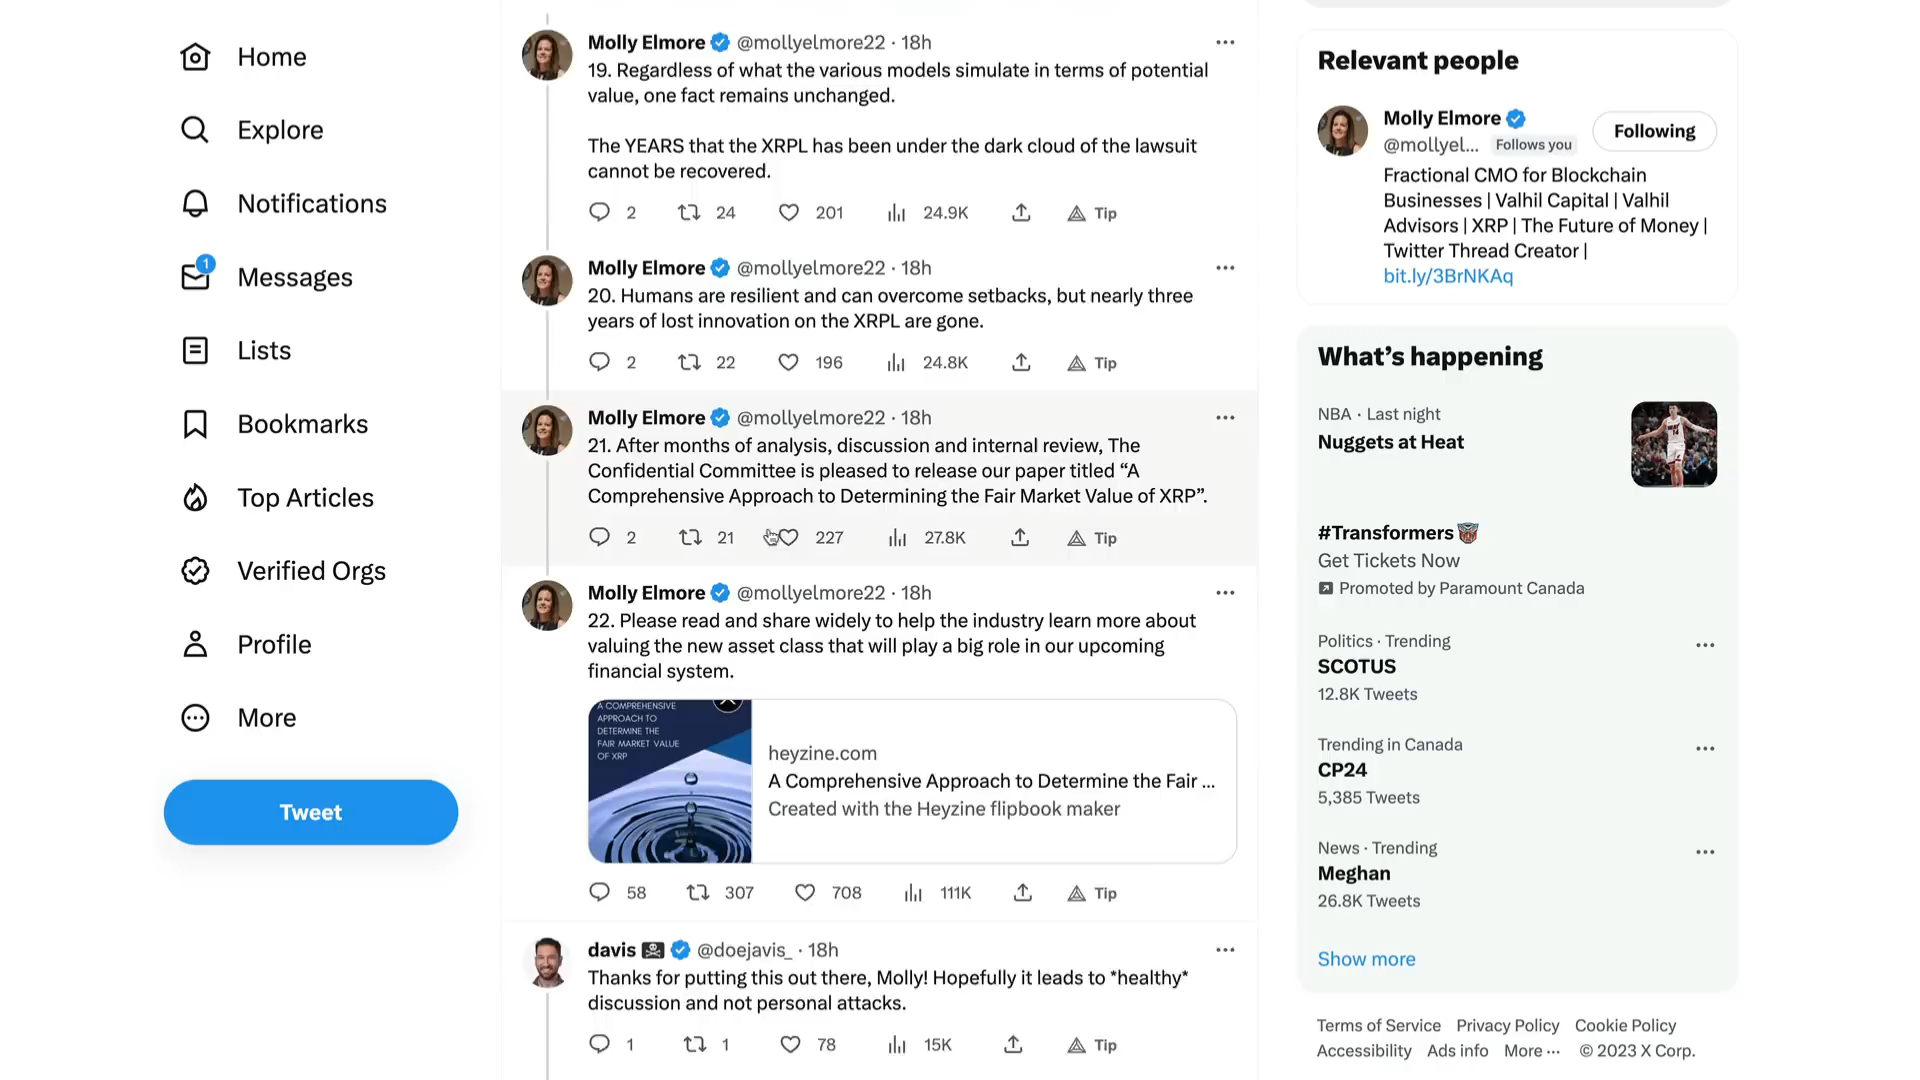 Home
Explore
Notifications
1
Messages
Lists
Bookmarks
Top Articles
Verified Orgs
Profile
More
Tweet
Molly Elmore @mollyelmore22 · 18h
19. Regardless of what the various models simulate in terms of potential
value, one fact remains unchanged.
The YEARS that the XRPL has been under the dark cloud of the lawsuit
cannot be recovered.
2 24 201 24.9K Tip
Molly Elmore @mollyelmore22 · 18h
20. Humans are resilient and can overcome setbacks, but nearly three
years of lost innovation on the XRPL are gone.
2 22 196 24.8K Tip
Molly Elmore @mollyelmore22 · 18h
21. After months of analysis, discussion and internal review, The
Confidential Committee is pleased to release our paper titled “A
Comprehensive Approach to Determining the Fair Market Value of XRP”.
2 21 227 27.8K Tip
Molly Elmore @mollyelmore22 · 18h
22. Please read and share widely to help the industry learn more about
valuing the new asset class that will play a big role in our upcoming
financial system.
A COMPREHENSIVE
APPROACH TO
DETERMINE THE
FAIR MARKET VALUE
OF XRP
heyzine.com
A Comprehensive Approach to Determine the Fair ...
Created with the Heyzine flipbook maker
58 307 708 111K Tip
davis @doejavis_ · 18h
Thanks for putting this out there, Molly! Hopefully it leads to *healthy*
discussion and not personal attacks.
1 1 78 15K Tip
Relevant people
Molly Elmore
@mollyel... Follows you
Following
Fractional CMO for Blockchain
Businesses | Valhil Capital | Valhil
Advisors | XRP | The Future of Money |
Twitter Thread Creator |
bit.ly/3BrNKAq
What’s happening
NBA · Last night
Nuggets at Heat
#Transformers
Get Tickets Now
Promoted by Paramount Canada
Politics · Trending
SCOTUS
12.8K Tweets
Trending in Canada
CP24
5,385 Tweets
News · Trending
Meghan
26.8K Tweets
Show more
Terms of Service Privacy Policy Cookie Policy
Accessibility Ads info More ··· © 2023 X Corp.